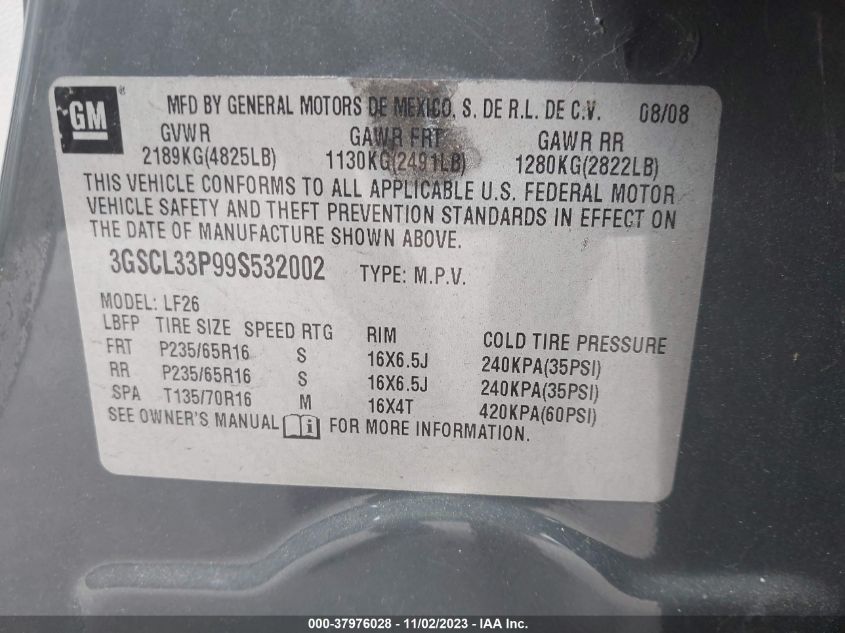 GM ® MFD BY GENERAL MOTORS DE MEXICO, S. DE R.L. DE C.V. 08/08
GVWR GAWR FRT GAWR RR
2189KG(4825LB) 1130KG(2491LB) 1280KG(2822LB)
THIS VEHICLE CONFORMS TO ALL APPLICABLE U.S. FEDERAL MOTOR
VEHICLE SAFETY AND THEFT PREVENTION STANDARDS IN EFFECT ON
THE DATE OF MANUFACTURE SHOWN ABOVE.
3GSCL33P99S532002 TYPE: M.P.V.
MODEL: LF26
LBFP TIRE SIZE SPEED RTG RIM COLD TIRE PRESSURE
FRT P235/65R16 S 16X6.5J 240KPA(35PSI)
RR P235/65R16 S 16X6.5J 240KPA(35PSI)
SPA T135/70R16 M 16X4T 420KPA(60PSI)
SEE OWNER'S MANUAL i FOR MORE INFORMATION.
000-37976028 - 11/02/2023 - IAA Inc.